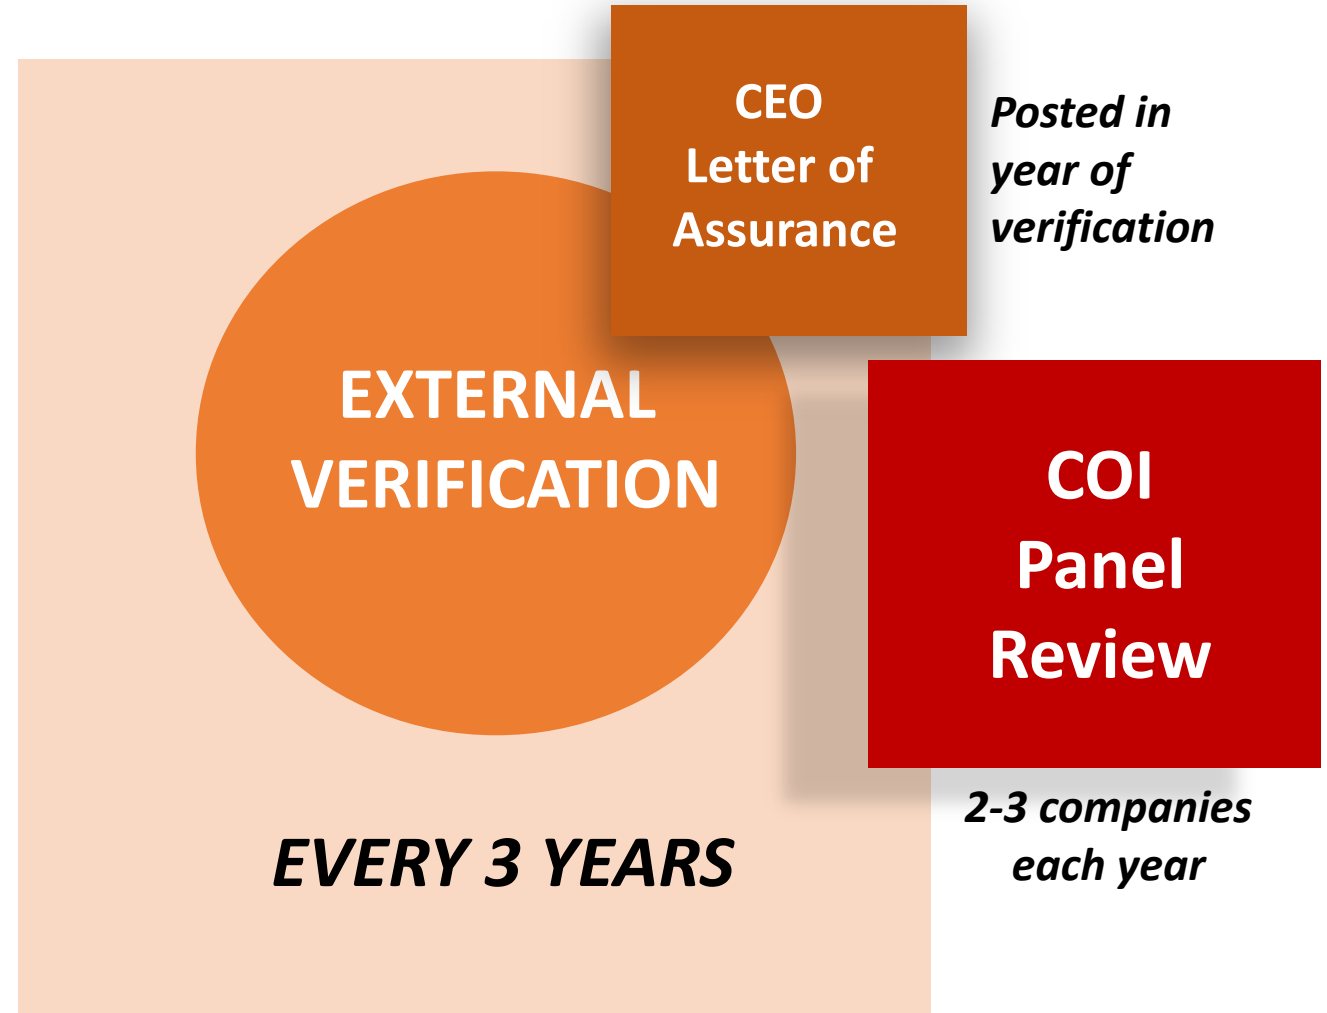 CEO
Letter of
Assurance
Posted in
year of
verification
EXTERNAL
VERIFICATION
COI
Panel
Review
2-3 companies
each year
EVERY 3 YEARS